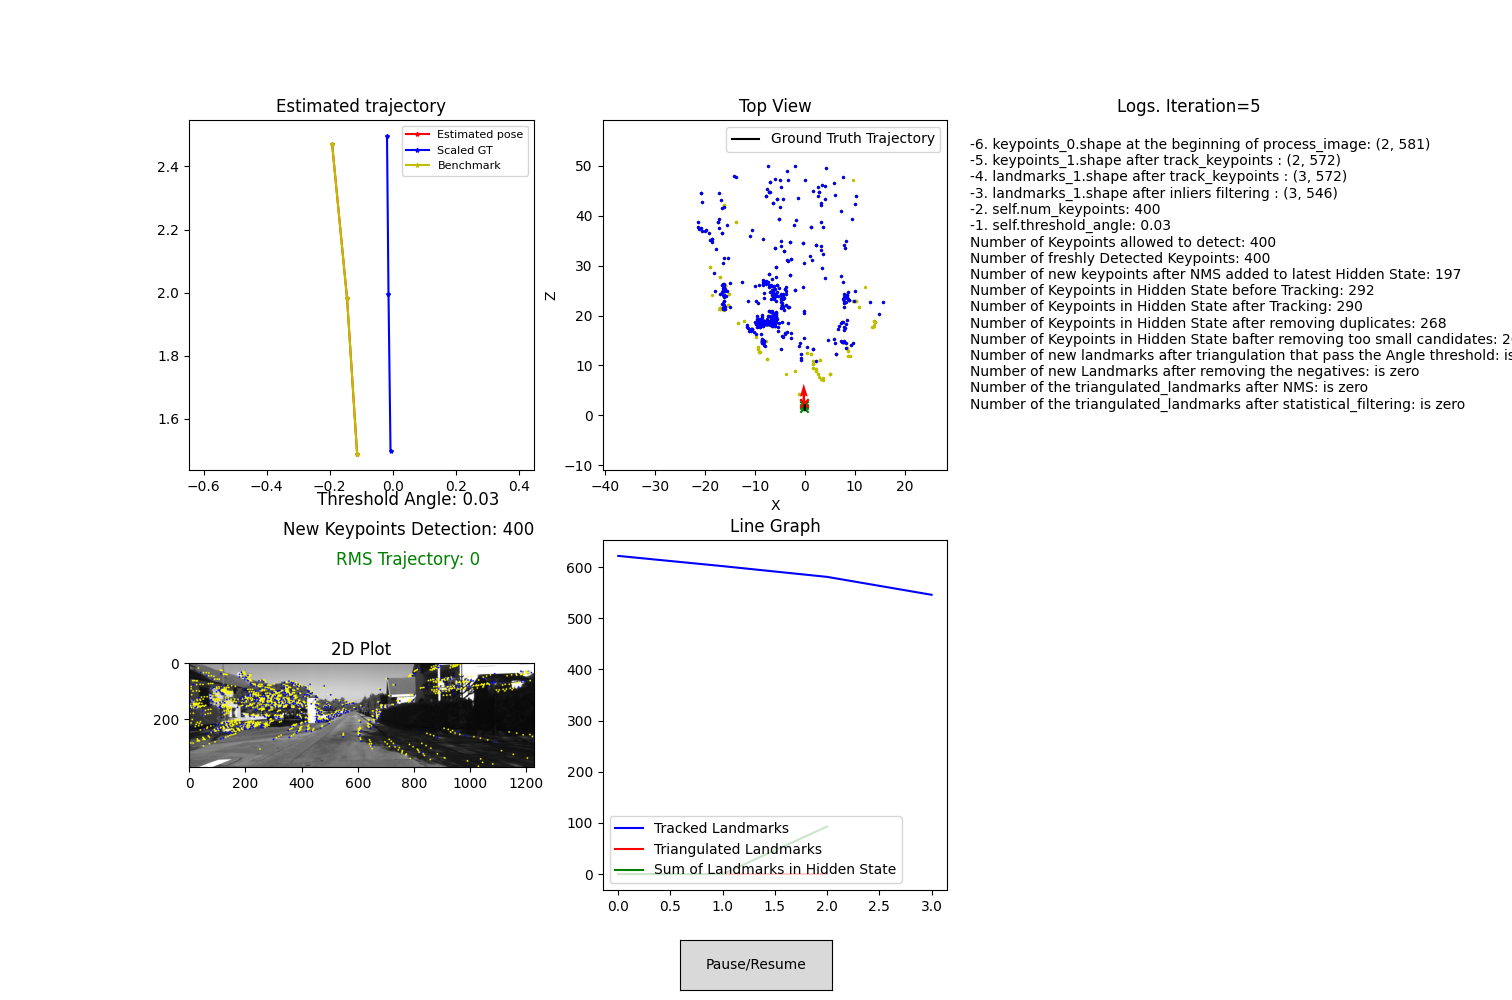 Estimated trajectory
Estimated pose
Scaled GT
Benchmark
2.4
2.2
2.0
1.8
1.6
−0.6
−0.4
−0.2
0.0
0.2
0.4
Threshold Angle: 0.03
New Keypoints Detection: 400
RMS Trajectory: 0
Top View
Ground Truth Trajectory
Z
50
40
30
20
10
0
−10
−40
−30
−20
−10
0
10
20
X
Logs. Iteration=5
-6. keypoints_0.shape at the beginning of process_image: (2, 581)
-5. keypoints_1.shape after track_keypoints : (2, 572)
-4. landmarks_1.shape after track_keypoints : (3, 572)
-3. landmarks_1.shape after inliers filtering : (3, 546)
-2. self.num_keypoints: 400
-1. self.threshold_angle: 0.03
Number of Keypoints allowed to detect: 400
Number of freshly Detected Keypoints: 400
Number of new keypoints after NMS added to latest Hidden State: 197
Number of Keypoints in Hidden State before Tracking: 292
Number of Keypoints in Hidden State after Tracking: 290
Number of Keypoints in Hidden State after removing duplicates: 268
Number of Keypoints in Hidden State bafter removing too small candidates:
Number of new landmarks after triangulation that pass the Angle threshold: is
Number of new Landmarks after removing the negatives: is zero
Number of the triangulated_landmarks after NMS: is zero
Number of the triangulated_landmarks after statistical_filtering: is zero
2D Plot
0
200
0
200
400
600
800
1000
1200
Line Graph
600
500
400
300
200
100
0
Tracked Landmarks
Triangulated Landmarks
Sum of Landmarks in Hidden State
0.0
0.5
1.0
1.5
2.0
2.5
3.0
Pause/Resume